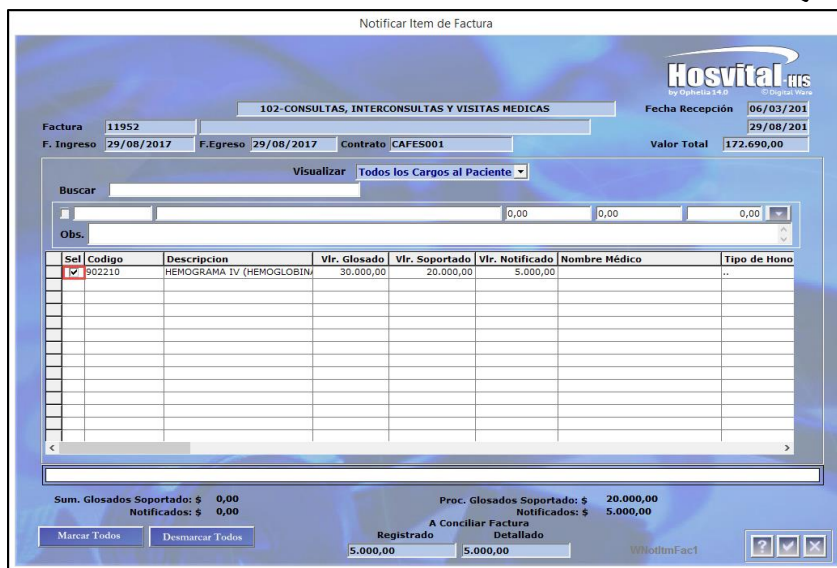 Notificar Item de Factura
Hosvital-HIS
by Ophelia 14.0 © Digital Ware
102-CONSULTAS, INTERCONSULTAS Y VISITAS MEDICAS Fecha Recepción 06/03/201
Factura 11952 29/08/201
F. Ingreso 29/08/2017 F.Egreso 29/08/2017 Contrato CAFES001 Valor Total 172.690,00
Visualizar Todos los Cargos al Paciente
Buscar
0,00 0,00 0,00
Obs.
Sel Codigo Descripcion Vlr. Glosado Vlr. Soportado Vlr. Notificado Nombre Médico Tipo de Hono
902210 HEMOGRAMA IV (HEMOGLOBINA 30.000,00 20.000,00 5.000,00 ..
Sum. Glosados Soportado: $ 0,00 Proc. Glosados Soportado: $ 20.000,00
Notificados: $ 0,00 Notificados: $ 5.000,00
A Conciliar Factura
Marcar Todos Desmarcar Todos Registrado Detallado
5.000,00 5.000,00 WNotItmFac1 ?